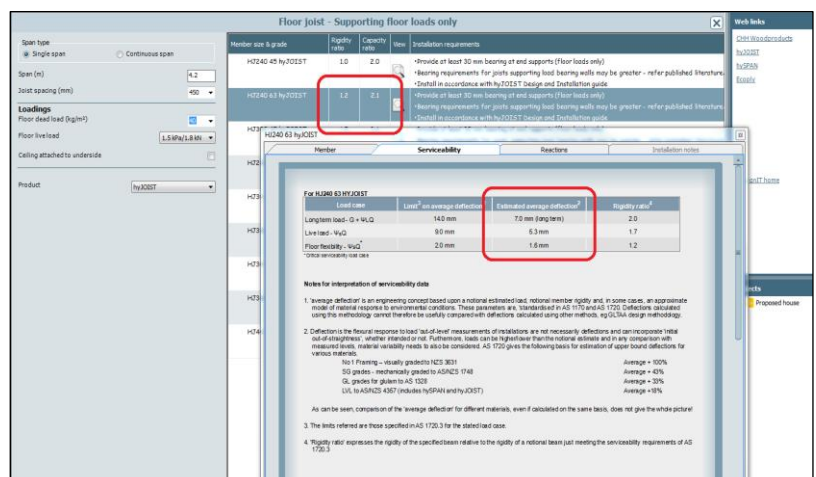 Floor joist - Supporting floor loads only
Web links
CHH Woodproducts
hyJOIST
hySPAN
Ecoply
Span type
Single span
Continuous span
Span (m)
4.2
Joist spacing (mm)
450
Loadings
Floor dead load (kg/m²)
40
Floor live load
1.5kPa/1.8kN
Ceiling attached to underside
Product
hyJOIST
Member size & grade
Rigidity ratio
Capacity ratio
View
Installation requirements
HJ240 45 hyJOIST
1.0
2.0
•Provide at least 30 mm bearing at end supports (floor loads only)
•Bearing requirements for joists supporting load bearing walls may be greater - refer published literature.
•Install in accordance with hyJOIST Design and Installation guide.
HJ240 63 hyJOIST
1.2
2.1
•Provide at least 30 mm bearing at end supports (floor loads only)
•Bearing requirements for joists supporting load bearing walls may be greater - refer published literature.
•Install in accordance with hyJOIST Design and Installation guide.
HJ240 63 hyJOIST
Member
Serviceability
Reactions
Installation notes
For HJ240 63 HYJOIST
Load case
Limit³ on average deflection¹
Estimated average deflection²
Rigidity ratio⁴
Long term load - G + ΨLQ
14.0 mm
7.0 mm (long term)
2.0
Live load - ΨsQ
9.0 mm
5.3 mm
1.7
Floor flexibility - ΨsQ*
2.0 mm
1.6 mm
1.2
* Critical serviceability load case
Notes for interpretation of serviceability data
1. 'average deflection' is an engineering concept based upon a notional estimated load, notional member rigidity and, in some cases, an approximate
model of material response to environmental conditions. These parameters are, 'standardised' in AS 1170 and AS 1720. Deflections calculated
using this methodology cannot therefore be usefully compared with deflections calculated using other methods, eg GLTAA design methodology.
2. Deflection is the flexural response to load 'out-of-level' measurements of installations are not necessarily deflections and can incorporate 'initial
out-of-straightness', whether intended or not. Furthermore, loads can be higher/lower than the notional estimate and in any comparison with
measured levels, material variability needs to also be considered. AS 1720 gives the following basis for estimation of upper bound deflections for
various materials.
No 1 Framing – visually graded to NZS 3631
Average + 100%
SG grades - mechanically graded to AS/NZS 1748
Average + 43%
GL grades for glulam to AS 1328
Average + 33%
LVL to AS/NZS 4357 (includes hySPAN and hyJOIST)
Average +18%
As can be seen, comparison of the 'average deflection' for different materials, even if calculated on the same basis, does not give the whole picture!
3. The limits referred are those specified in AS 1720.3 for the stated load case.
4. 'Rigidity ratio' expresses the rigidity of the specified beam relative to the rigidity of a notional beam just meeting the serviceability requirements of AS
1720.3
Proposed house